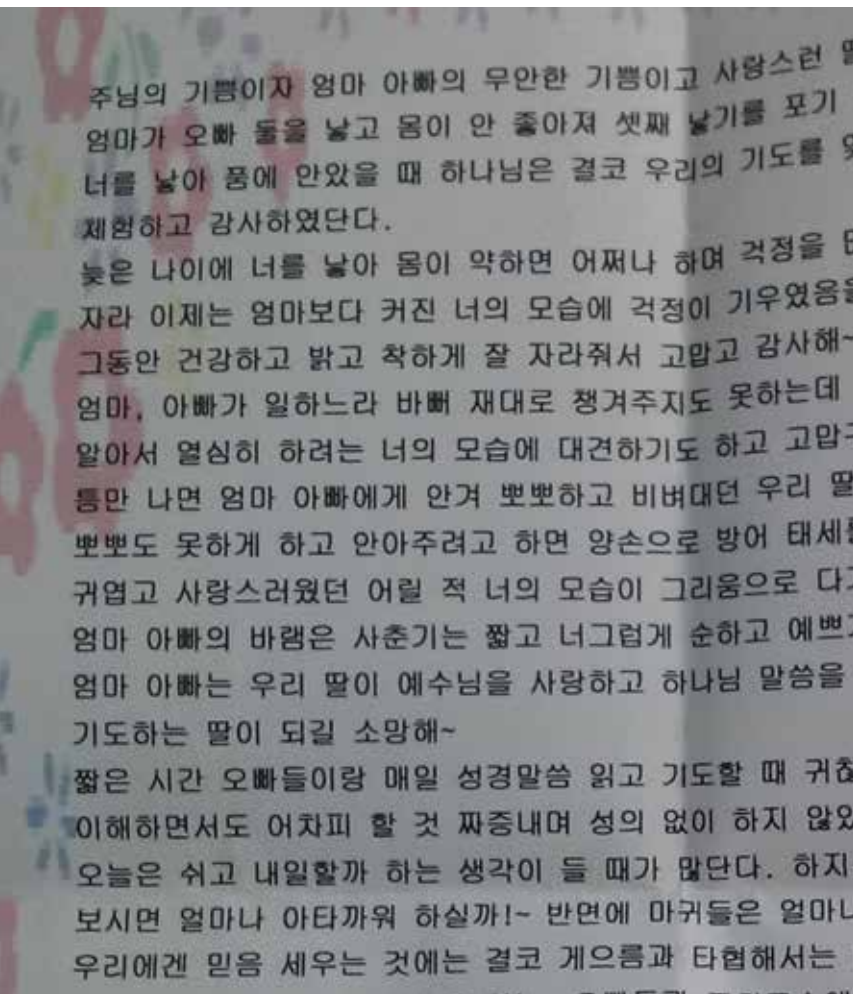 주님의 기쁨이자 엄마 아빠의 무안한 기쁨이고 사랑스런
엄마가 오빠 둘을 낳고 몸이 안 좋아져 셋째 낳기를 포기
너를 낳아 품에 안았을 때 하나님은 결코 우리의 기도를
체험하고 감사하였단다.
늦은 나이에 너를 낳아 몸이 약하면 어쩌나 하며 걱정을
자라 이제는 엄마보다 커진 너의 모습에 걱정이 기우였음을
그동안 건강하고 밝고 착하게 잘 자라줘서 고맙고 감사해~
엄마, 아빠가 일하느라 바뻐 재대로 챙겨주지도 못하는데
알아서 열심히 하려는 너의 모습에 대견하기도 하고 고맙구
틈만 나면 엄마 아빠에게 안겨 뽀뽀하고 비벼대던 우리 딸
뽀뽀도 못하게 하고 안아주려고 하면 양손으로 방어 태세를
귀엽고 사랑스러웠던 어릴 적 너의 모습이 그리움으로
엄마 아빠의 바램은 사춘기는 짧고 너그럽게 순하고
엄마 아빠는 우리 딸이 예수님을 사랑하고 하나님 말씀을
기도하는 딸이 되길 소망해~
짧은 시간 오빠들이랑 매일 성경말씀 읽고 기도할 때
이해하면서도 어차피 할 것 짜증내며 성의 없이 하지
오늘은 쉬고 내일할까 하는 생각이 들 때가 많단다. 하지
보시면 얼마나 아타까워 하실까!~ 반면에 마귀들은 얼마나
우리에겐 믿음 세우는 것에는 결코 게으름과 타협해서는